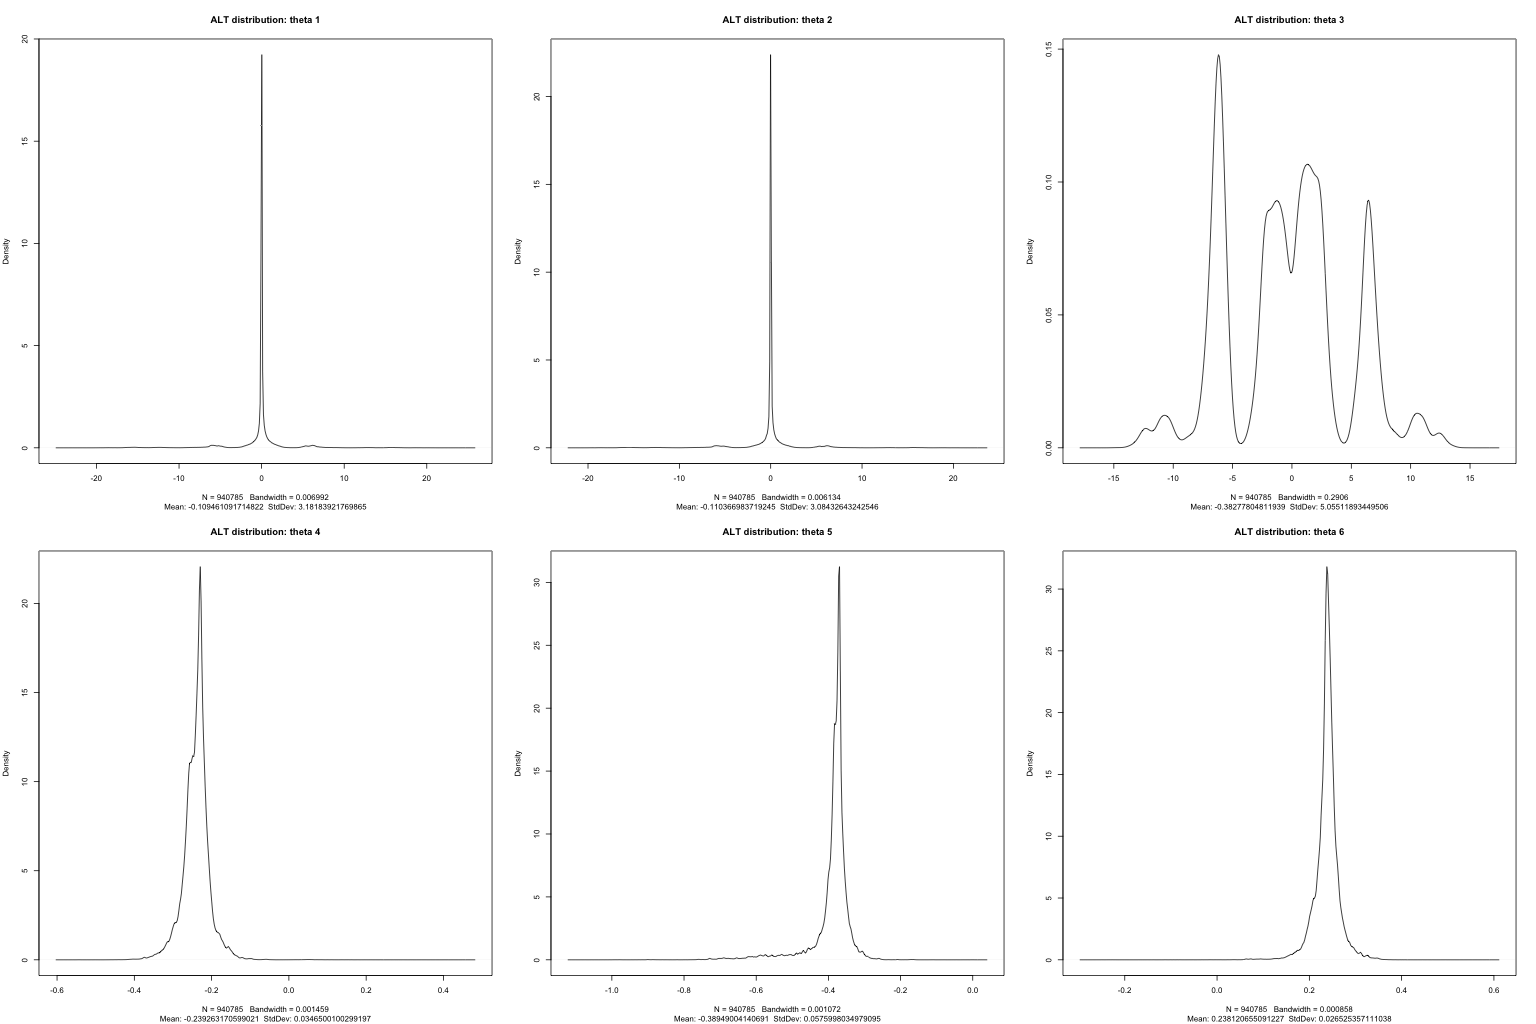 ALT distribution: theta 1
Density
0
5
10
15
20
-20
-10
0
10
20
N = 940785   Bandwidth = 0.006992
Mean: -0.109461091714822  StdDev: 3.18183921769865
ALT distribution: theta 2
Density
0
5
10
15
20
-20
-10
0
10
20
N = 940785   Bandwidth = 0.006134
Mean: -0.110366983719245  StdDev: 3.08432643242546
ALT distribution: theta 3
Density
0.00
0.05
0.10
0.15
-15
-10
-5
0
5
10
15
N = 940785   Bandwidth = 0.2906
Mean: -0.38277804811939  StdDev: 5.05511893449506
ALT distribution: theta 4
Density
0
5
10
15
20
-0.6
-0.4
-0.2
0.0
0.2
0.4
N = 940785   Bandwidth = 0.001459
Mean: -0.239263170599021  StdDev: 0.0346500100299197
ALT distribution: theta 5
Density
0
5
10
15
20
25
30
-1.0
-0.8
-0.6
-0.4
-0.2
0.0
N = 940785   Bandwidth = 0.001072
Mean: -0.38949004140691  StdDev: 0.0575998034979095
ALT distribution: theta 6
Density
0
5
10
15
20
25
30
-0.2
0.0
0.2
0.4
0.6
N = 940785   Bandwidth = 0.000858
Mean: 0.238120655091227  StdDev: 0.026525357111038